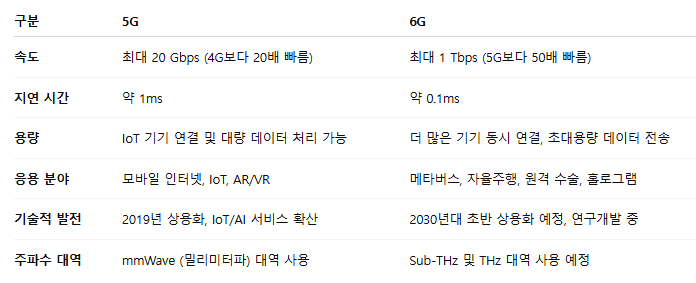 구분 5G 6G
속도 최대 20 Gbps (4G보다 20배 빠름) 최대 1 Tbps (5G보다 50배 빠름)
지연 시간 약 1ms 약 0.1ms
용량 IoT 기기 연결 및 대량 데이터 처리 가능 더 많은 기기 동시 연결, 초대용량 데이터 전송
응용 분야 모바일 인터넷, IoT, AR/VR 메타버스, 자율주행, 원격 수술, 홀로그램
기술적 발전 2019년 상용화, IoT/AI 서비스 확산 2030년대 초반 상용화 예정, 연구개발 중
주파수 대역 mmWave (밀리미터파) 대역 사용 Sub-THz 및 THz 대역 사용 예정